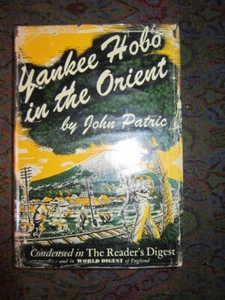 Yankee Hobo
in the Orient
by John Patric
Condensed in The Reader's Digest
and in WORLD DIGEST of England